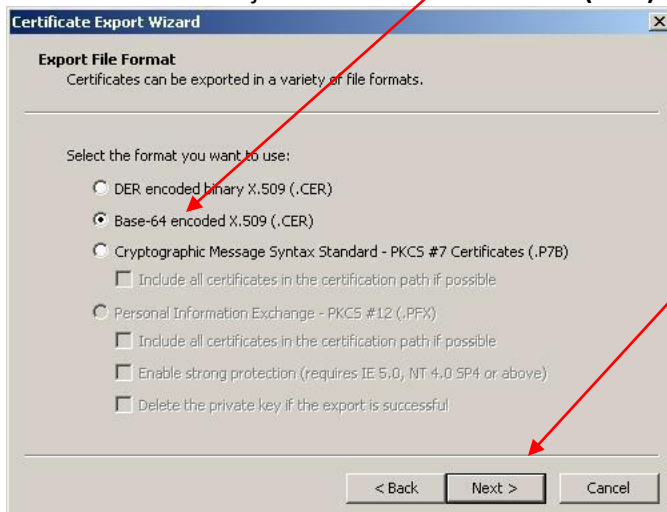 Certificate Export Wizard
Export File Format
Certificates can be exported in a variety of file formats.
Select the format you want to use:
DER encoded binary X.509 (.CER)
Base-64 encoded X.509 (.CER)
Cryptographic Message Syntax Standard - PKCS #7 Certificates (.P7B)
Include all certificates in the certification path if possible
Personal Information Exchange - PKCS #12 (.PFX)
Include all certificates in the certification path if possible
Enable strong protection (requires IE 5.0, NT 4.0 SP4 or above)
Delete the private key if the export is successful
< Back Next > Cancel